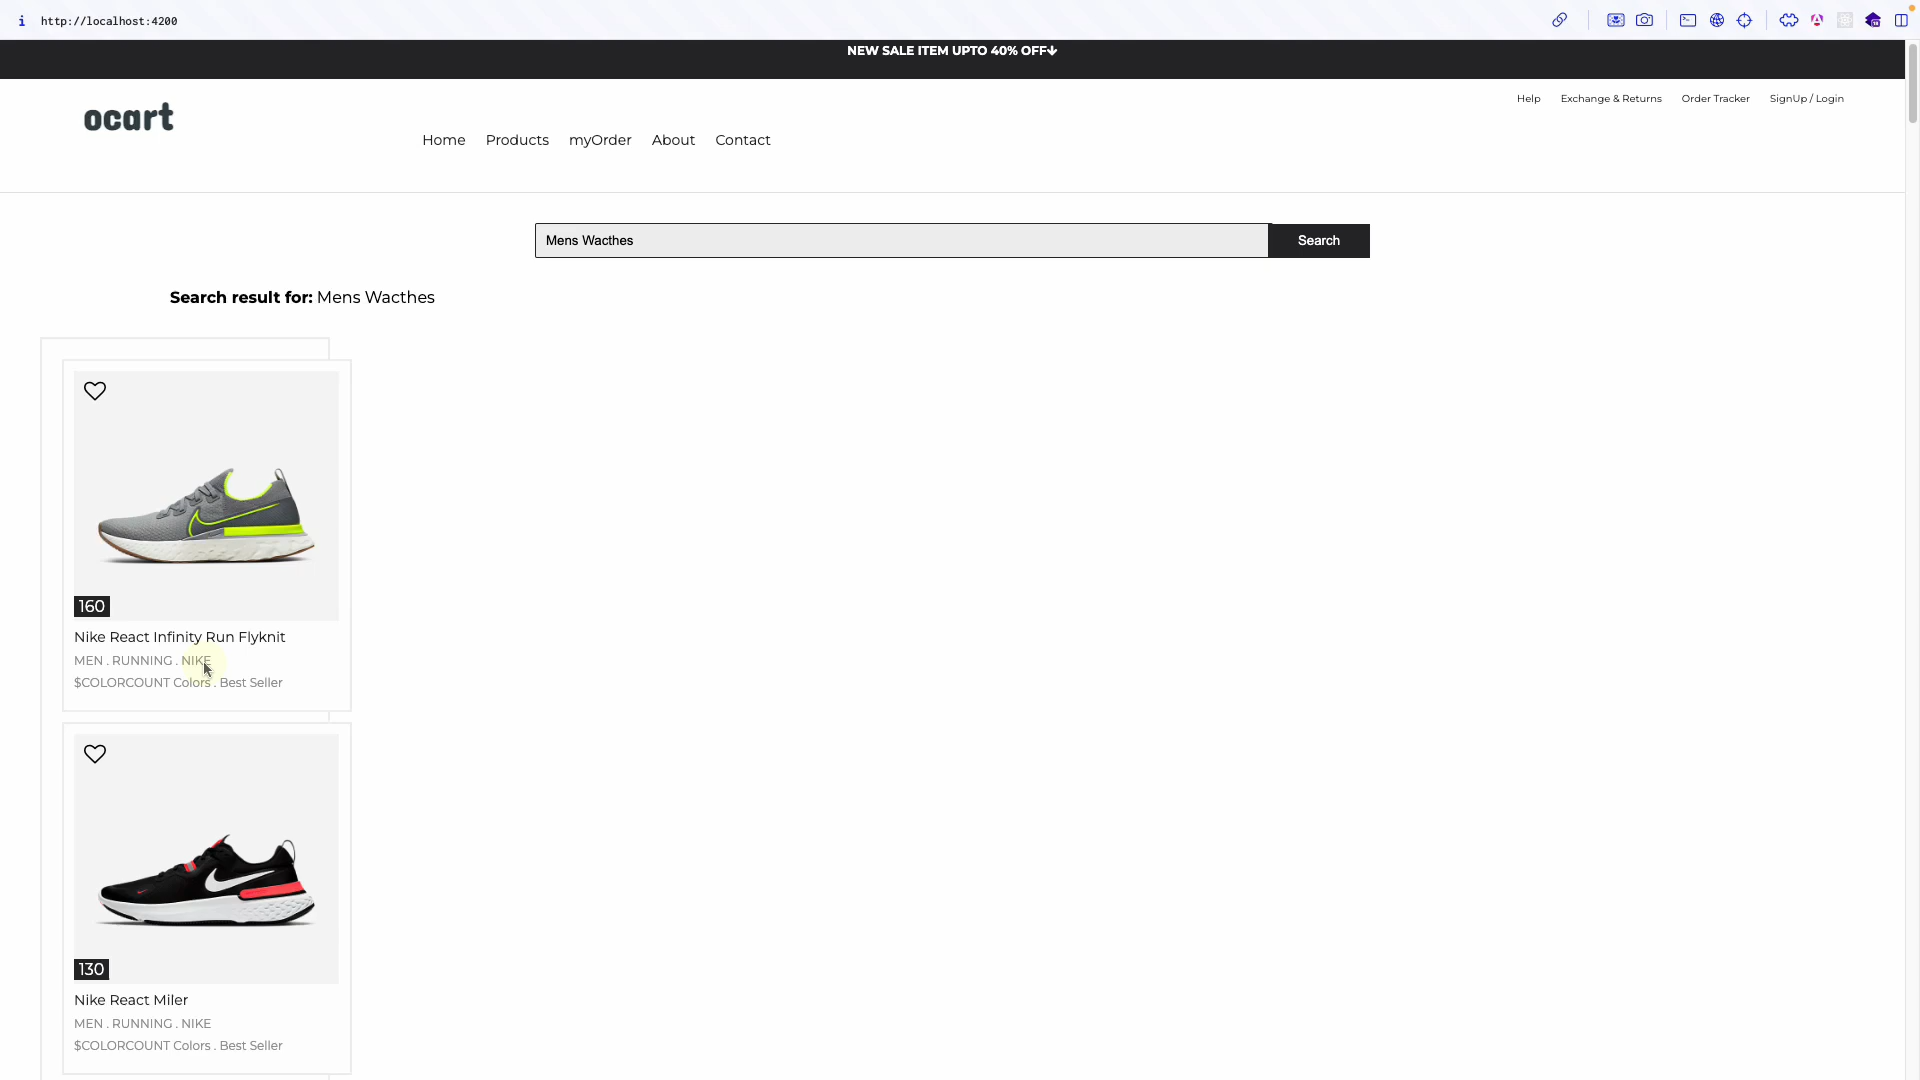 http://localhost:4200
NEW SALE ITEM UPTO 40% OFF↓
ocart
Help Exchange & Returns Order Tracker SignUp / Login
Home Products myOrder About Contact
Mens Wacthes Search
Search result for: Mens Wacthes
160
Nike React Infinity Run Flyknit
MEN . RUNNING . NIKE
$COLORCOUNT Colors . Best Seller
130
Nike React Miler
MEN . RUNNING . NIKE
$COLORCOUNT Colors . Best Seller